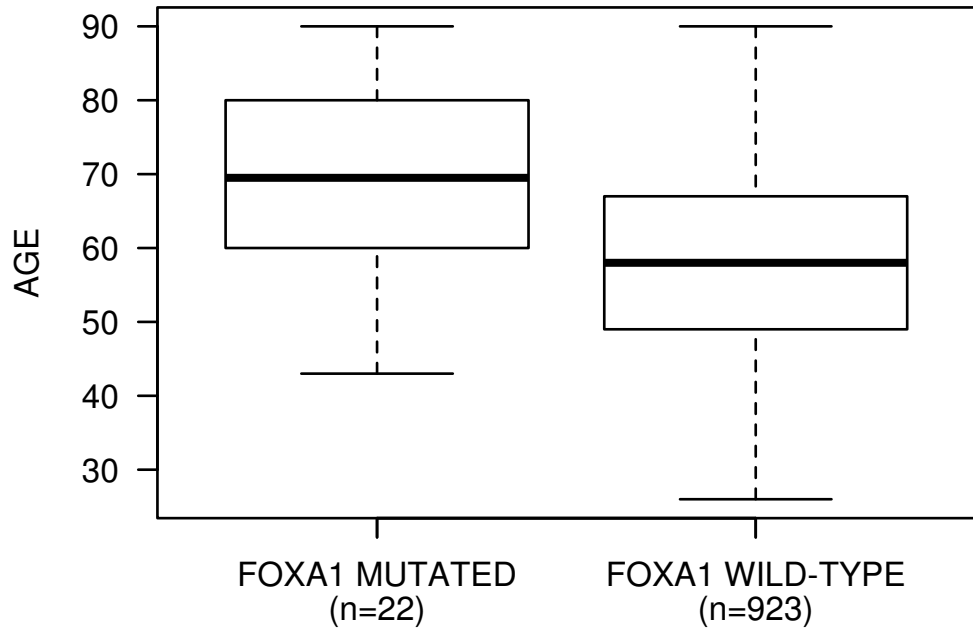 90
80
70
60
50
40
30
AGE
FOXA1 MUTATED
(n=22)
FOXA1 WILD-TYPE
(n=923)